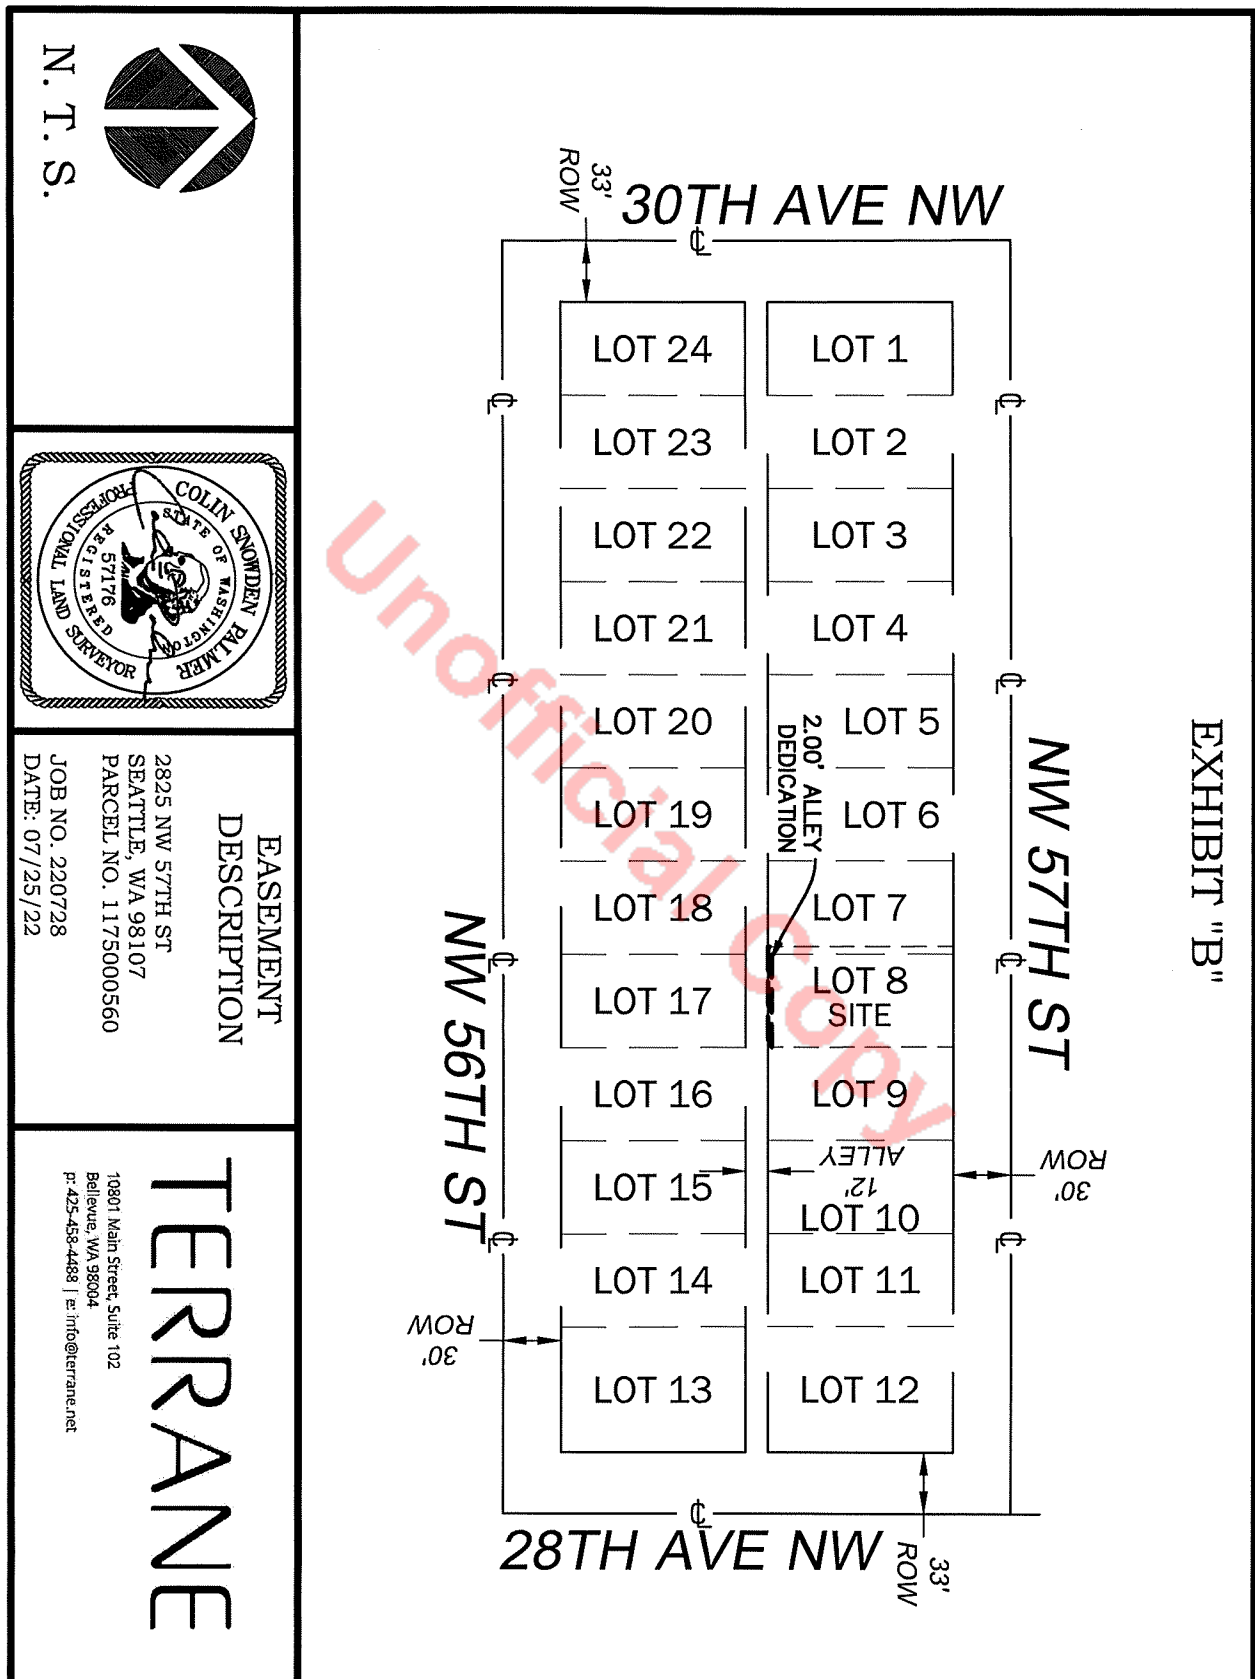 EXHIBIT "B"
NW 57TH ST
30TH AVE NW
33'
ROW
LOT 1
LOT 2
LOT 3
LOT 4
LOT 5
LOT 6
LOT 7
LOT 8
SITE
LOT 9
LOT 10
LOT 11
LOT 12
30'
ROW
2.00' ALLEY
DEDICATION
12'
ALLEY
LOT 24
LOT 23
LOT 22
LOT 21
LOT 20
LOT 19
LOT 18
LOT 17
LOT 16
LOT 15
LOT 14
LOT 13
30'
ROW
33'
ROW
28TH AVE NW
NW 56TH ST
Unofficial Copy
N. T. S.
COLIN SNOWDEN PALMER
STATE OF WASHINGTON
57176
REGISTERED
PROFESSIONAL LAND SURVEYOR
EASEMENT
DESCRIPTION
2825 NW 57TH ST
SEATTLE, WA 98107
PARCEL NO. 1175000560
JOB NO. 220728
DATE: 07/25/22
TERRANE
10801 Main Street, Suite 102
Bellevue, WA 98004
p: 425-458-4488 | e: info@terrane.net